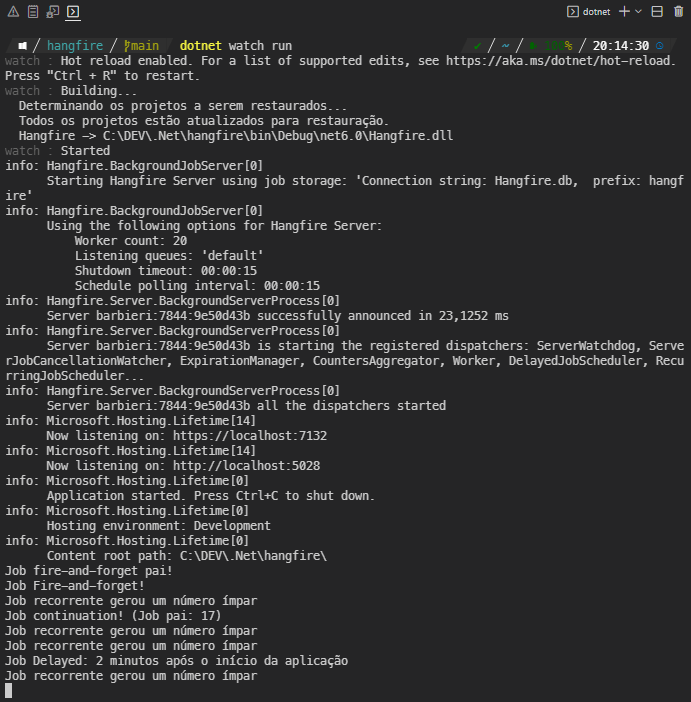 dotnet
/ hangfire / main dotnet watch run ✔ / ~ / 100% / 20:14:30
watch : Hot reload enabled. For a list of supported edits, see https://aka.ms/dotnet/hot-reload.
Press "Ctrl + R" to restart.
watch : Building...
Determinando os projetos a serem restaurados...
Todos os projetos estão atualizados para restauração.
Hangfire -> C:\DEV\.Net\hangfire\bin\Debug\net6.0\Hangfire.dll
watch : Started
info: Hangfire.BackgroundJobServer[0]
Starting Hangfire Server using job storage: 'Connection string: Hangfire.db,  prefix: hangf
ire'
info: Hangfire.BackgroundJobServer[0]
Using the following options for Hangfire Server:
Worker count: 20
Listening queues: 'default'
Shutdown timeout: 00:00:15
Schedule polling interval: 00:00:15
info: Hangfire.Server.BackgroundServerProcess[0]
Server barbieri:7844:9e50d43b successfully announced in 23,1252 ms
info: Hangfire.Server.BackgroundServerProcess[0]
Server barbieri:7844:9e50d43b is starting the registered dispatchers: ServerWatchdog, Serve
rJobCancellationWatcher, ExpirationManager, CountersAggregator, Worker, DelayedJobScheduler, Recu
rringJobScheduler...
info: Hangfire.Server.BackgroundServerProcess[0]
Server barbieri:7844:9e50d43b all the dispatchers started
info: Microsoft.Hosting.Lifetime[14]
Now listening on: https://localhost:7132
info: Microsoft.Hosting.Lifetime[14]
Now listening on: http://localhost:5028
info: Microsoft.Hosting.Lifetime[0]
Application started. Press Ctrl+C to shut down.
info: Microsoft.Hosting.Lifetime[0]
Hosting environment: Development
info: Microsoft.Hosting.Lifetime[0]
Content root path: C:\DEV\.Net\hangfire\
Job fire-and-forget pai!
Job Fire-and-forget!
Job recorrente gerou um número ímpar
Job continuation! (Job pai: 17)
Job recorrente gerou um número ímpar
Job recorrente gerou um número ímpar
Job Delayed: 2 minutos após o início da aplicação
Job recorrente gerou um número ímpar